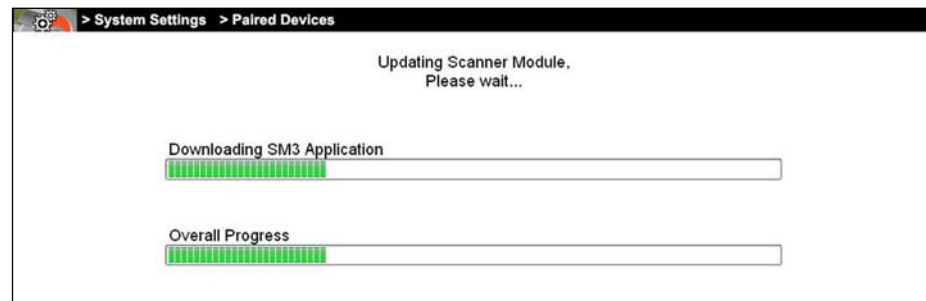 > System Settings > Paired Devices
Updating Scanner Module,
Please wait...
Downloading SM3 Application
Overall Progress